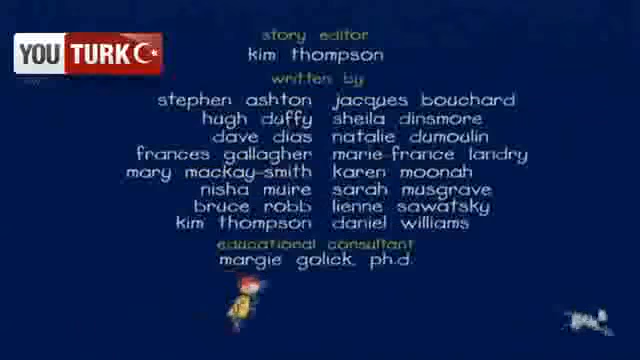 YOU TURK
story editor
kim thompson
written by
stephen ashton jacques bouchard
hugh duffy sheila dinsmore
dave dias natalie dumoulin
frances gallagher marie-france landry
mary mackay-smith karen moonah
nisha muire sarah musgrave
bruce robb lienne sawatsky
kim thompson daniel williams
educational consultant
margie golick, ph.d.